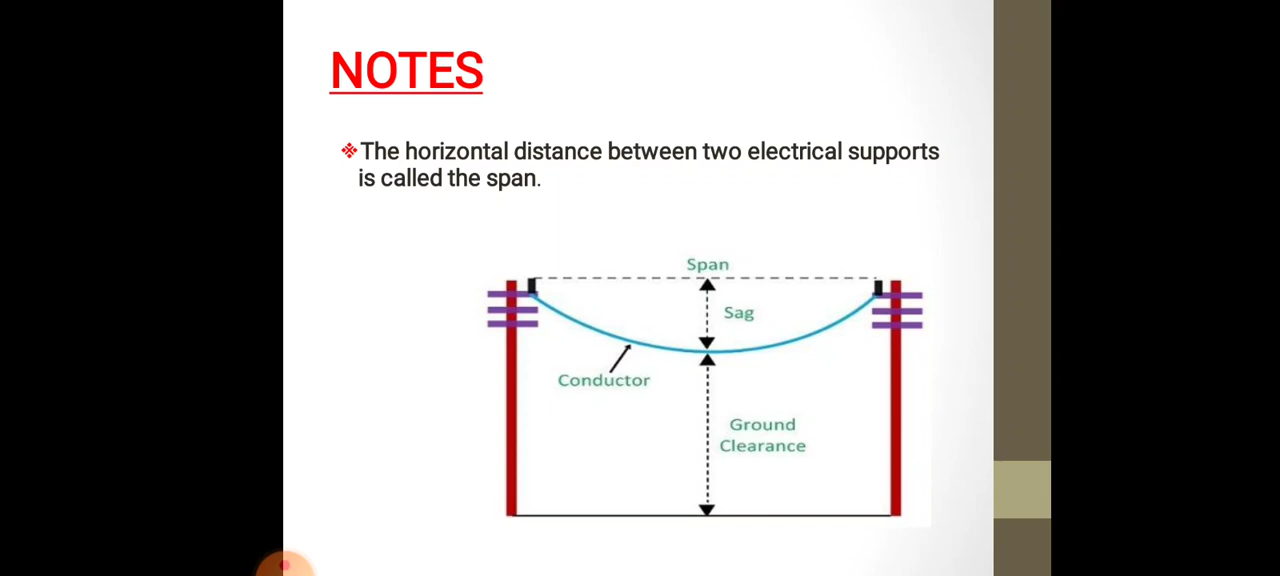 NOTES
❖The horizontal distance between two electrical supports
is called the span.
Span
Sag
Conductor
Ground
Clearance